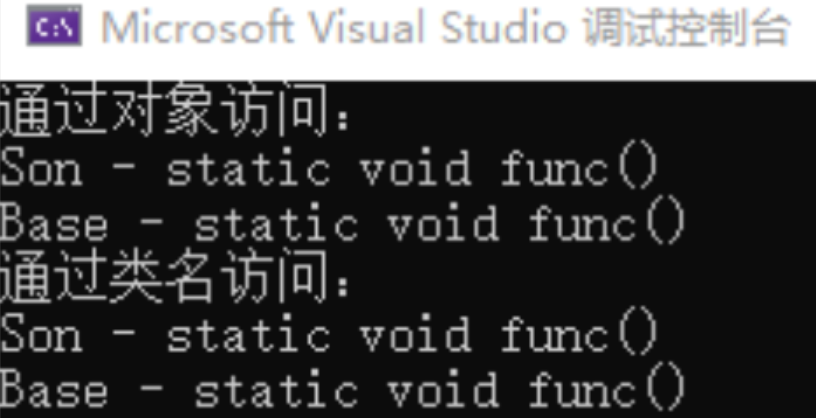 C:\ Microsoft Visual Studio 调试控制台
通过对象访问：
Son - static void func()
Base - static void func()
通过类名访问：
Son - static void func()
Base - static void func()